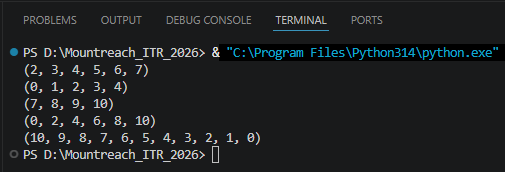 PROBLEMS OUTPUT DEBUG CONSOLE TERMINAL PORTS
PS D:\Mountreach_ITR_2026> & "C:\Program Files\Python314\python.exe"
(2, 3, 4, 5, 6, 7)
(0, 1, 2, 3, 4)
(7, 8, 9, 10)
(0, 2, 4, 6, 8, 10)
(10, 9, 8, 7, 6, 5, 4, 3, 2, 1, 0)
PS D:\Mountreach_ITR_2026>